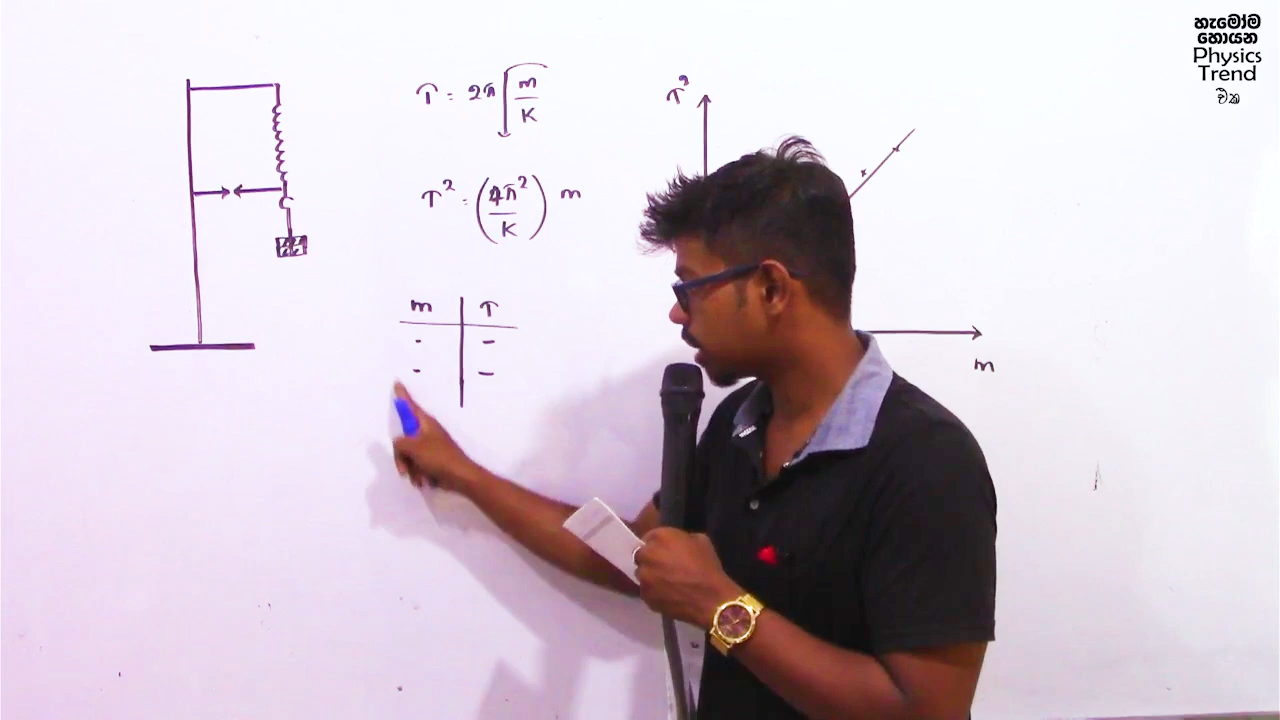 හැමෝම
හොයන
Physics
Trend
එක
T = 2π√(m/K)
T² = (4π²/K) m
m | T
- | -
- | -
T²
m